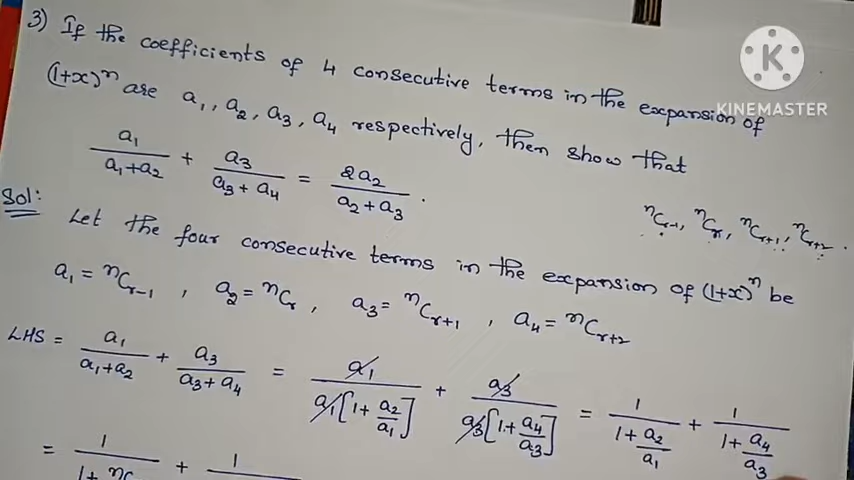 3) If the coefficients of 4 consecutive terms in the expansion of
(1+x)ⁿ are a₁, a₂, a₃, a₄ respectively, then show that
a₁/(a₁+a₂) + a₃/(a₃+a₄) = 2a₂/(a₂+a₃).
ⁿCᵣ₋₁, ⁿCᵣ, ⁿCᵣ₊₁, ⁿCᵣ₊₂.
Sol: Let the four consecutive terms in the expansion of (1+x)ⁿ be
a₁ = ⁿCᵣ₋₁, a₂ = ⁿCᵣ, a₃ = ⁿCᵣ₊₁, a₄ = ⁿCᵣ₊₂
LHS = a₁/(a₁+a₂) + a₃/(a₃+a₄) = a₁/(a₁[1+a₂/a₁]) + a₃/(a₃[1+a₄/a₃]) = 1/(1+a₂/a₁) + 1/(1+a₄/a₃)
KINEMASTER